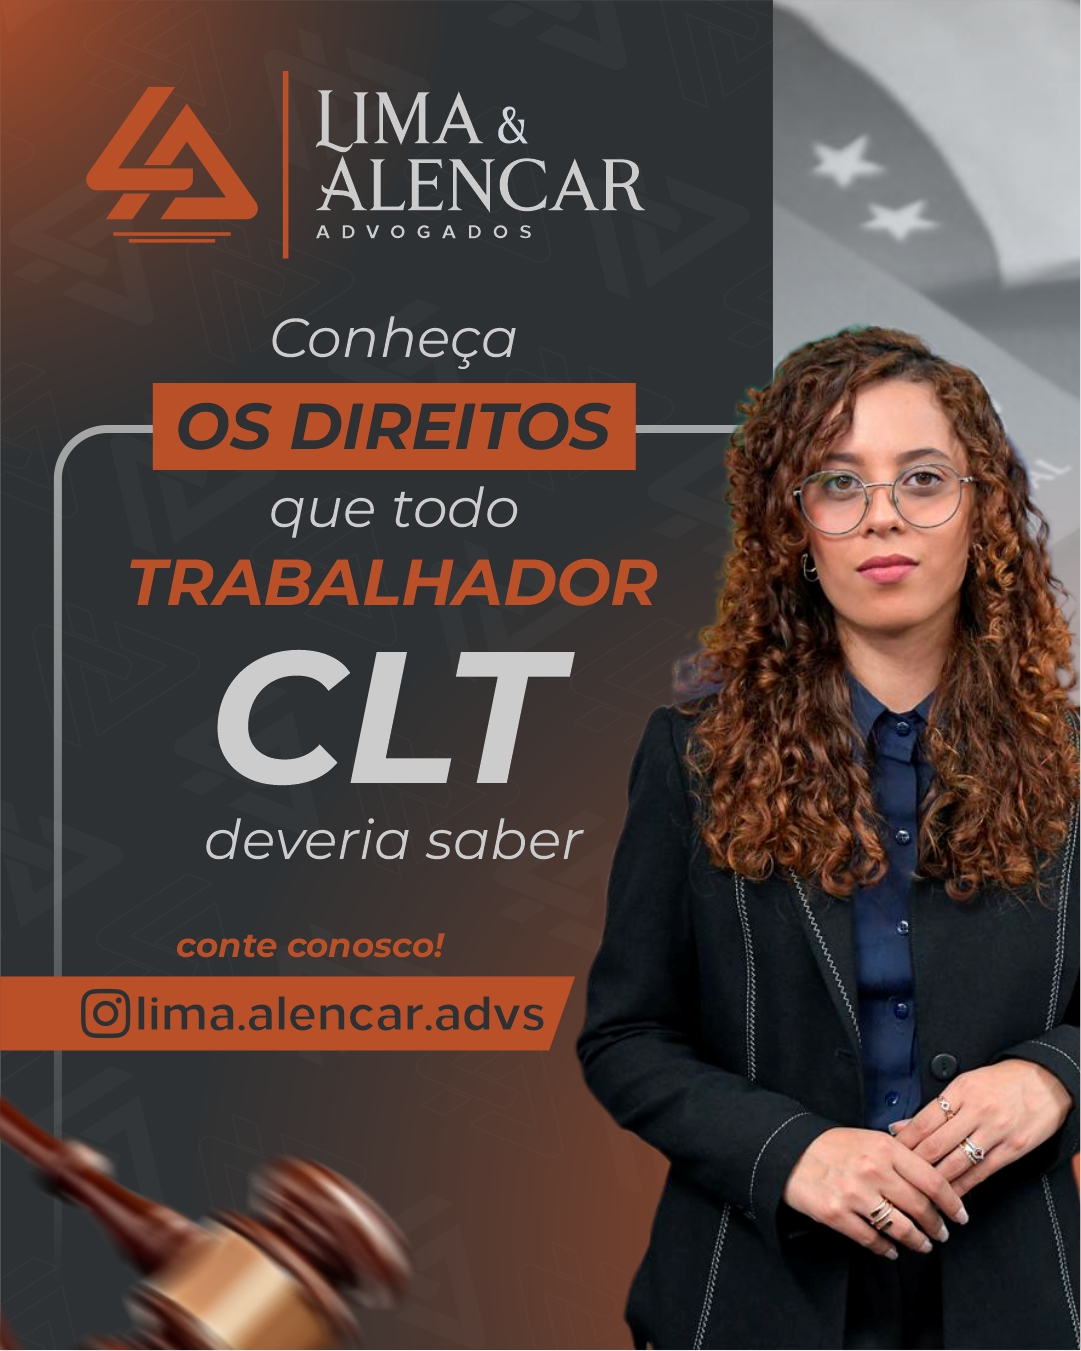 LIMA &
ALENCAR
ADVOGADOS
Conheça
OS DIREITOS
que todo
TRABALHADOR
CLT
deveria saber
conte conosco!
lima.alencar.advs